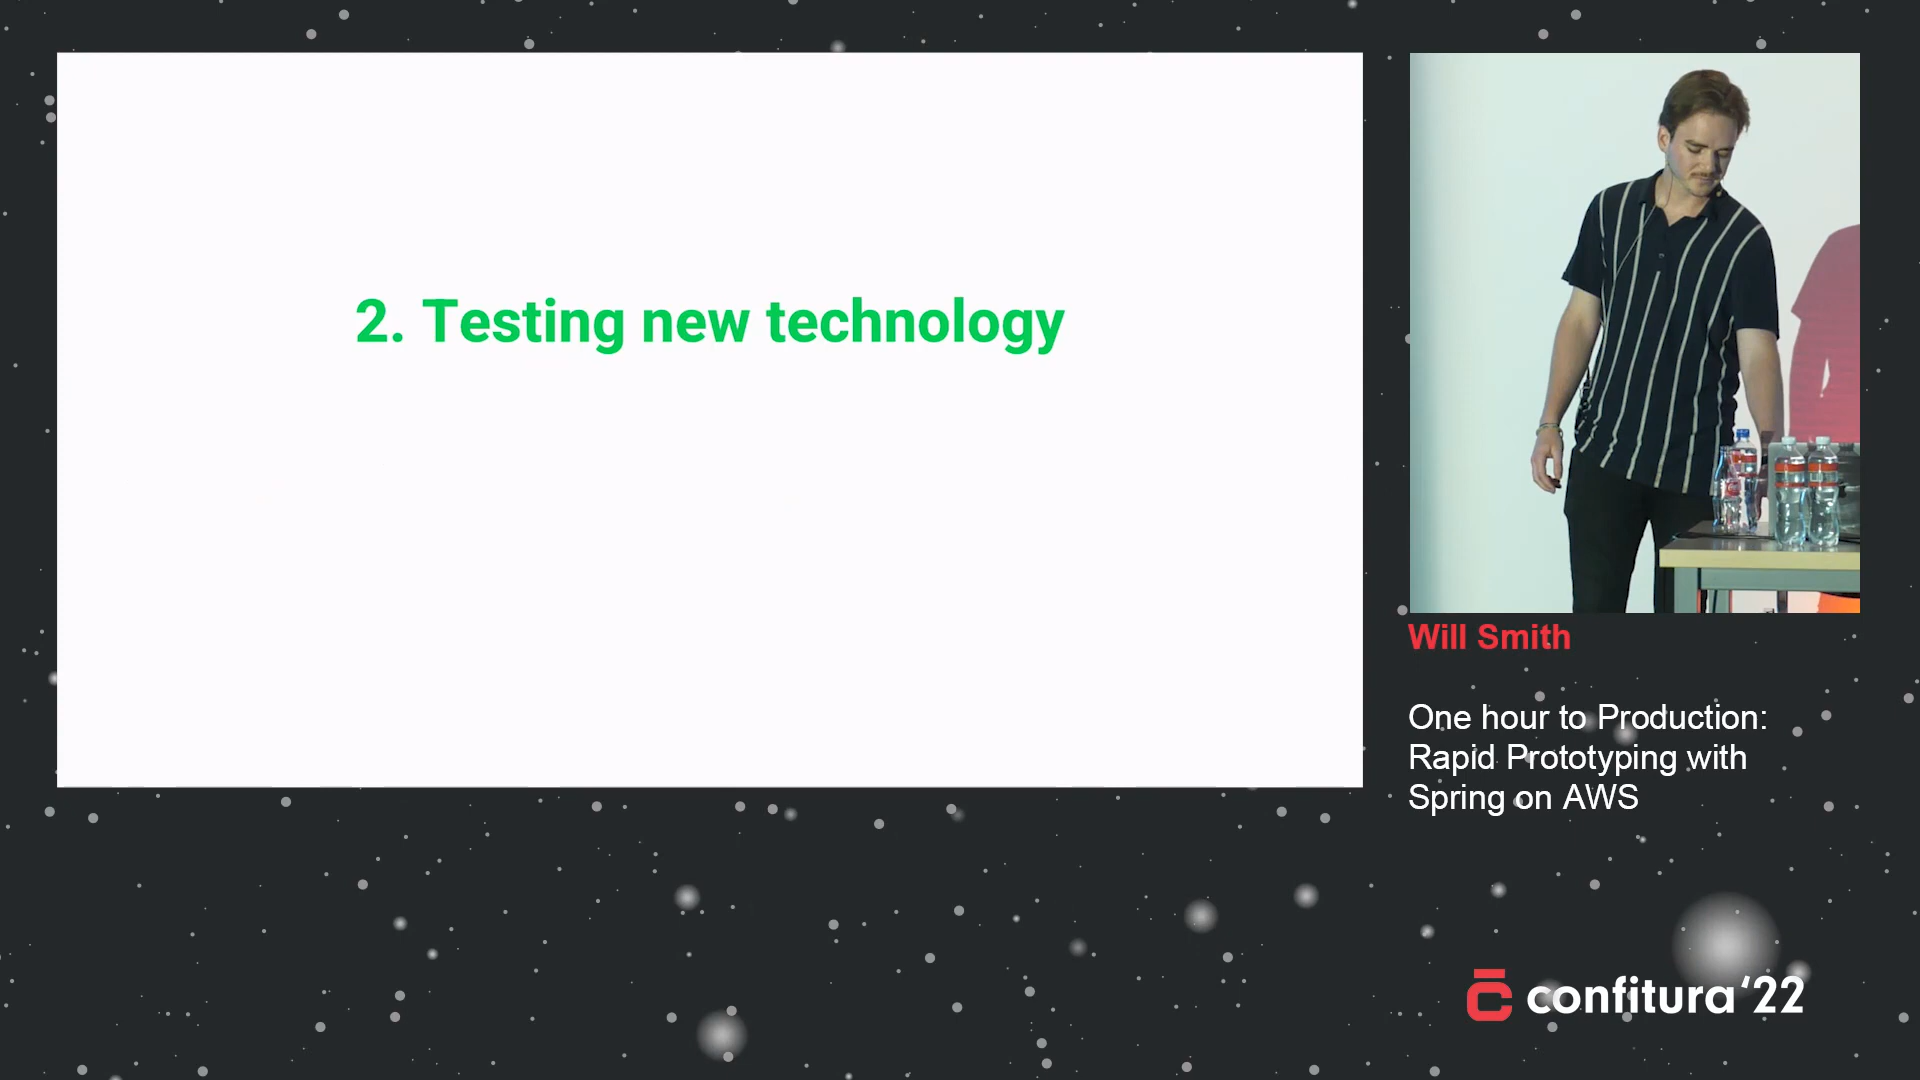 2. Testing new technology
Will Smith
One hour to Production:
Rapid Prototyping with
Spring on AWS
confitura '22